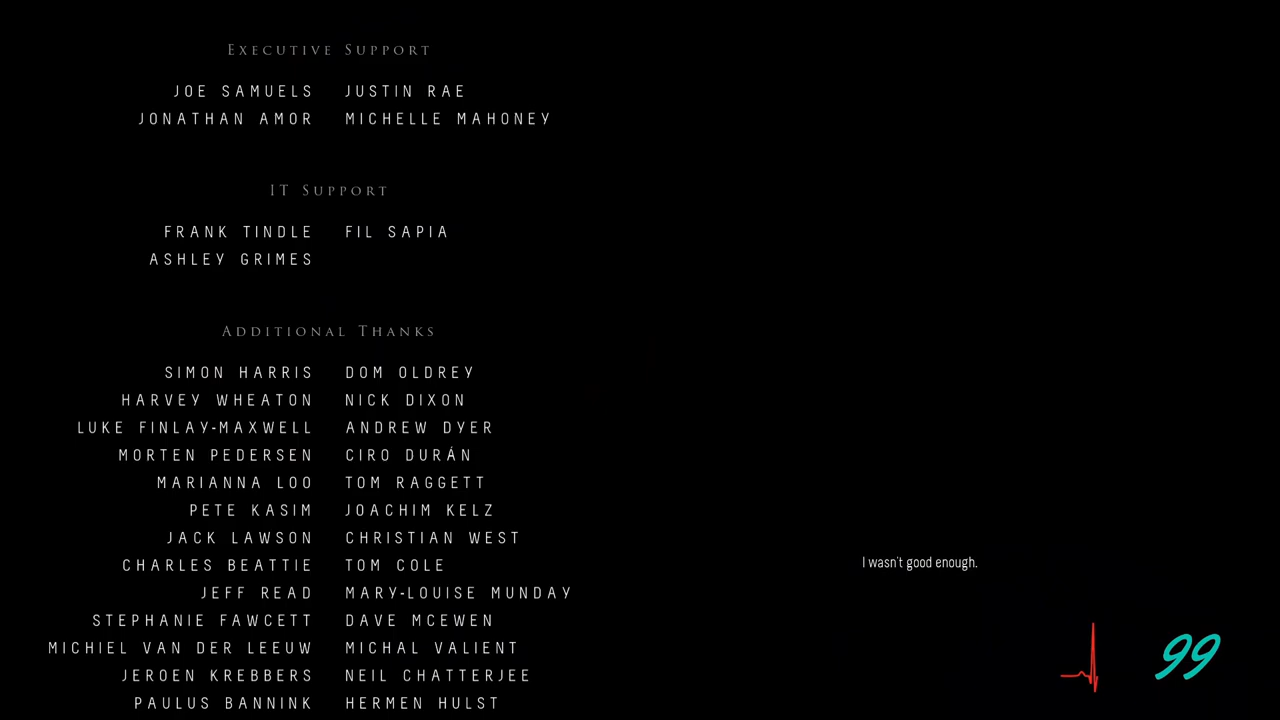 Executive Support
JOE SAMUELS JUSTIN RAE
JONATHAN AMOR MICHELLE MAHONEY
IT Support
FRANK TINDLE FIL SAPIA
ASHLEY GRIMES
Additional Thanks
SIMON HARRIS DOM OLDREY
HARVEY WHEATON NICK DIXON
LUKE FINLAY-MAXWELL ANDREW DYER
MORTEN PEDERSEN CIRO DURÁN
MARIANNA LOO TOM RAGGETT
PETE KASIM JOACHIM KELZ
JACK LAWSON CHRISTIAN WEST
CHARLES BEATTIE TOM COLE
JEFF READ MARY-LOUISE MUNDAY
STEPHANIE FAWCETT DAVE MCEWEN
MICHIEL VAN DER LEEUW MICHAL VALIENT
JEROEN KREBBERS NEIL CHATTERJEE
PAULUS BANNINK HERMEN HULST
I wasn't good enough.
99